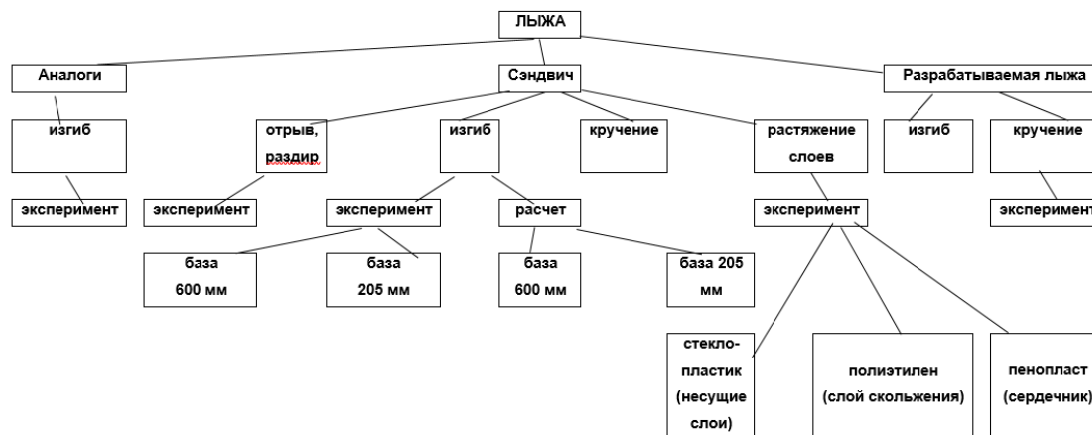 ЛЫЖА
Аналоги
Сэндвич
Разрабатываемая лыжа
изгиб
отрыв,
раздир
изгиб
кручение
растяжение
слоев
изгиб
кручение
эксперимент
эксперимент
эксперимент
расчет
эксперимент
эксперимент
база
600 мм
база
205 мм
база
600 мм
база 205
мм
стекло-
пластик
(несущие
слои)
полиэтилен
(слой скольжения)
пенопласт
(сердечник)